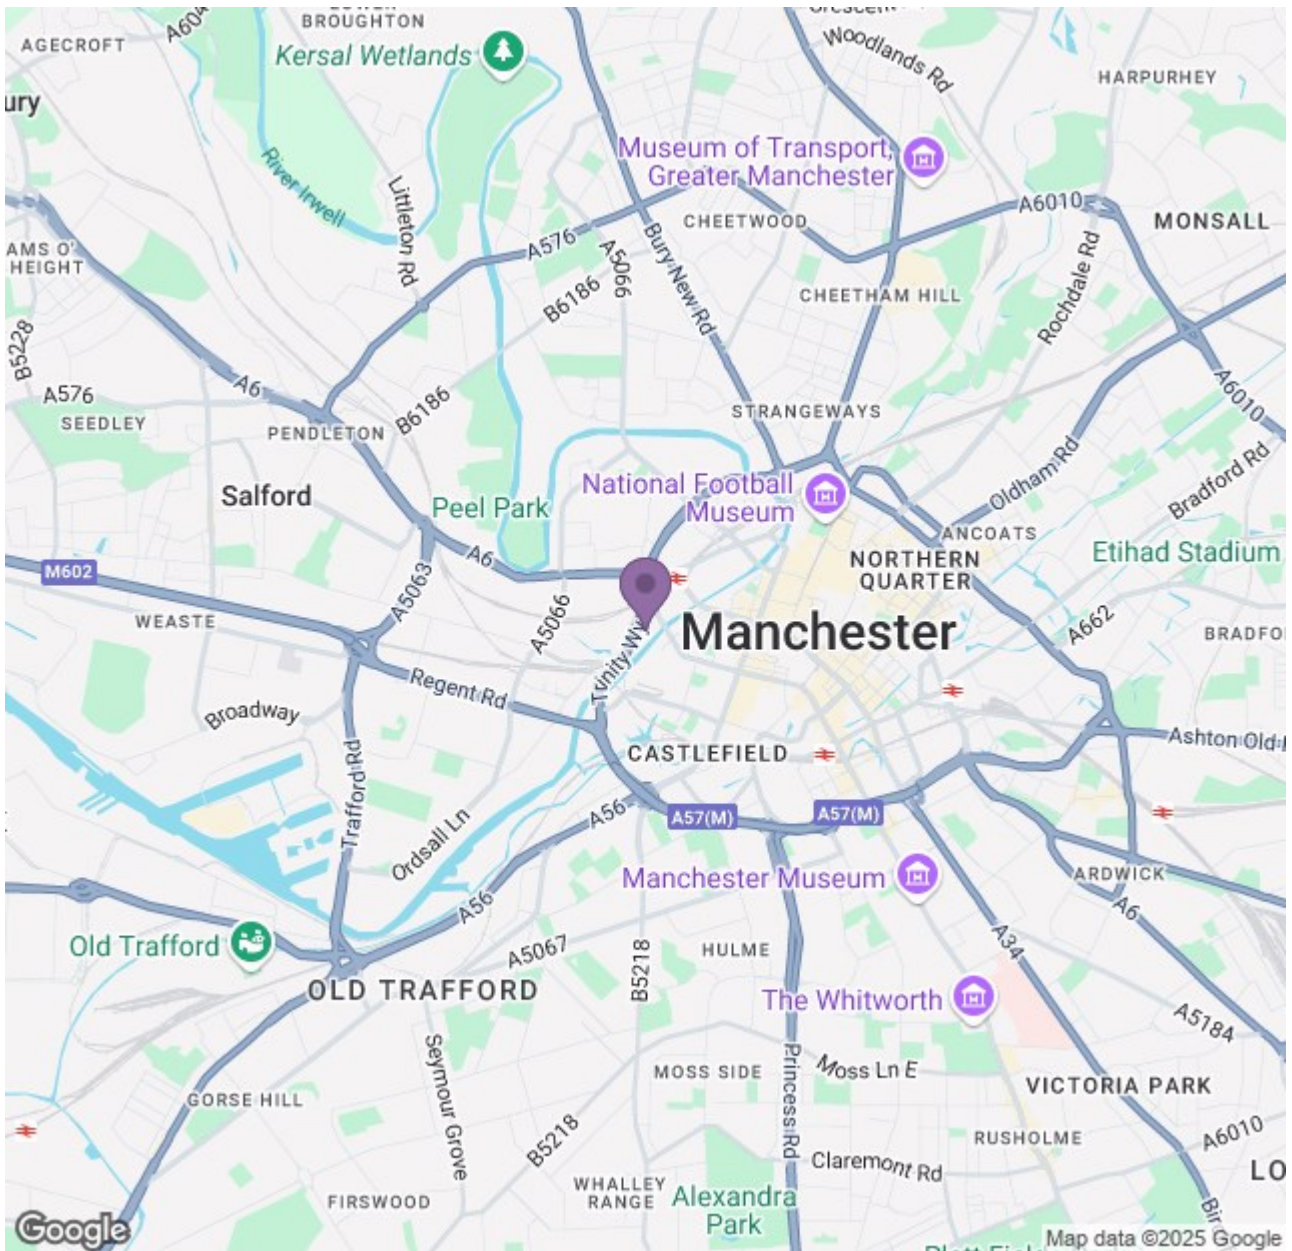 BROUGHTON
AGECROFT
Kersal Wetlands
Woodlands Rd
HARPURHEY
Museum of Transport,
Greater Manchester
River Irwell
Littleton Rd
CHEETWOOD
A6010
MONSALL
A576
A5066
Bury New Rd
HEIGHT
B6186
CHEETHAM HILL
Rochdale Rd
B5228
A6
A576
A6010
SEEDLEY
PENDLETON
B6186
STRANGEWAYS
Salford
Peel Park
National Football
Museum
Oldham Rd
Bradford Rd
ANCOATS
NORTHERN
QUARTER
Etihad Stadium
M602
A6
A5063
A5066
WEASTE
Manchester
A662
Trinity Wy
Regent Rd
Broadway
CASTLEFIELD
Trafford Rd
Ordsall Ln
A56
A57(M)
A57(M)
Manchester Museum
ARDWICK
A56
A6
Old Trafford
A5067
B5218
HULME
A34
OLD TRAFFORD
The Whitworth
A5184
Seymour Grove
MOSS SIDE
Princess Rd
Moss Ln E
VICTORIA PARK
GORSE HILL
B5218
RUSHOLME
A6010
Claremont Rd
FIRSWOOD
WHALLEY
RANGE
Alexandra
Park
Google
Map data ©2025 Google